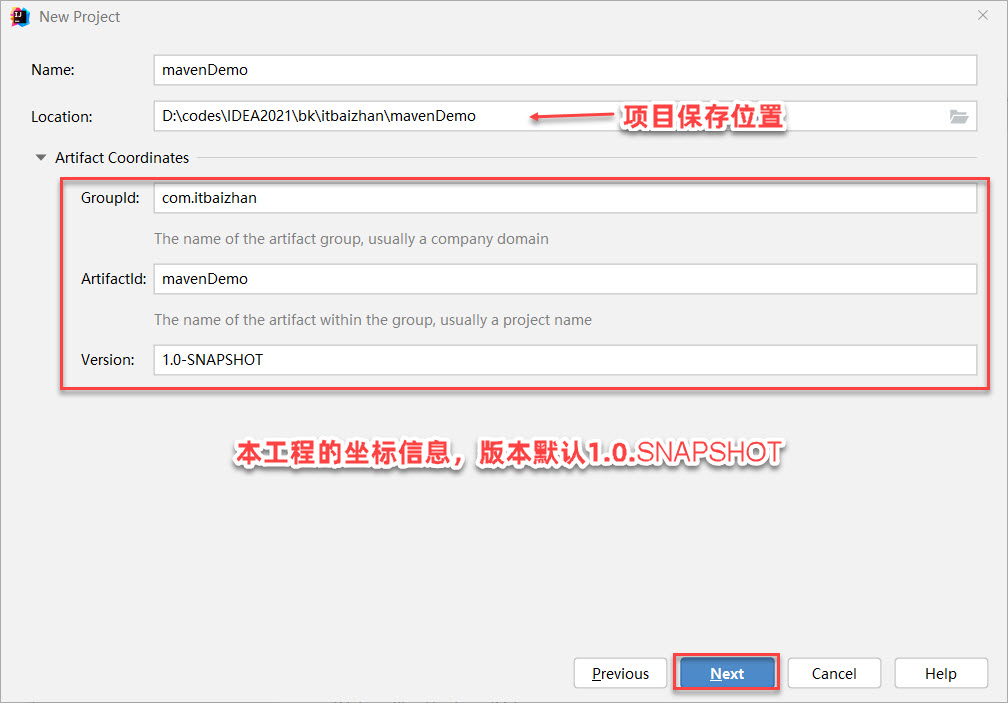 New Project
Name: mavenDemo
Location: D:\codes\IDEA2021\bk\itbaizhan\mavenDemo 项目保存位置
Artifact Coordinates
GroupId: com.itbaizhan
The name of the artifact group, usually a company domain
ArtifactId: mavenDemo
The name of the artifact within the group, usually a project name
Version: 1.0-SNAPSHOT
本工程的坐标信息，版本默认1.0.SNAPSHOT
Previous Next Cancel Help